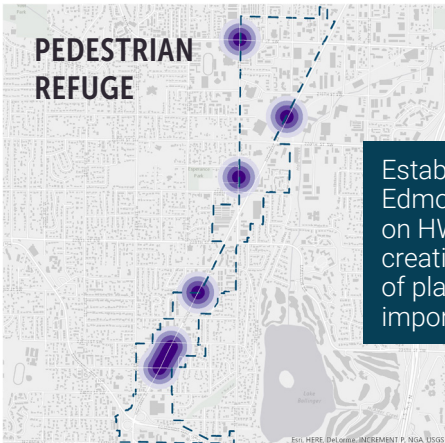 PEDESTRIAN
REFUGE
Estab
Edmo
on HW
creati
of pla
impor
Esri, HERE, DeLorme, INCREMENT P, NGA, USGS